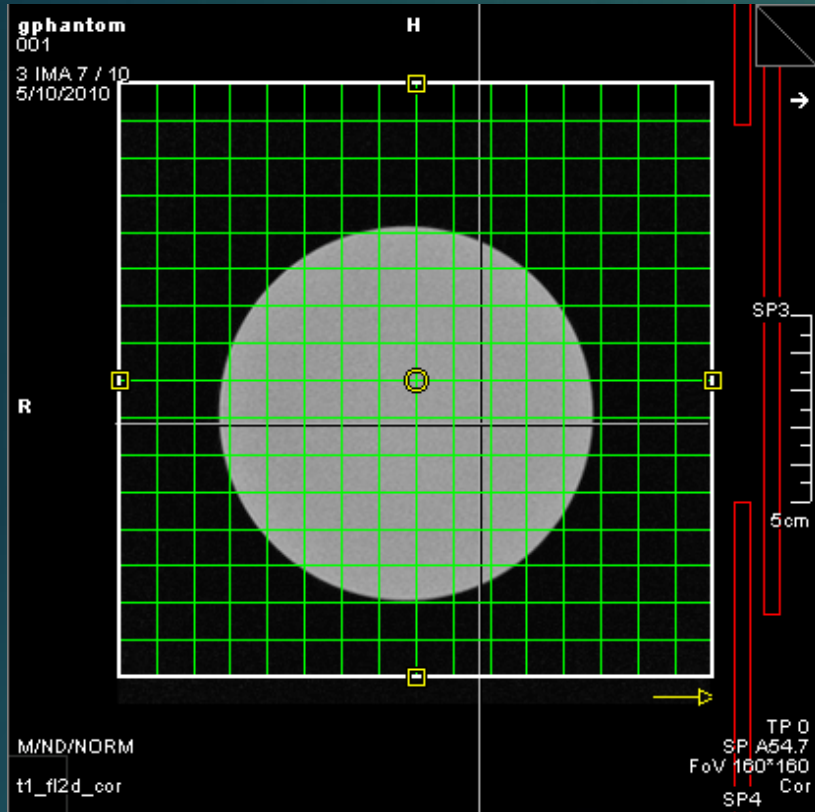 gphantom
H
001
3 IMA 7 / 10
5/10/2010
SP3
R
5cm
TP 0
M/ND/NORM
SP A54.7
FoV 160*160
t1_fl2d_cor
Cor
SP4